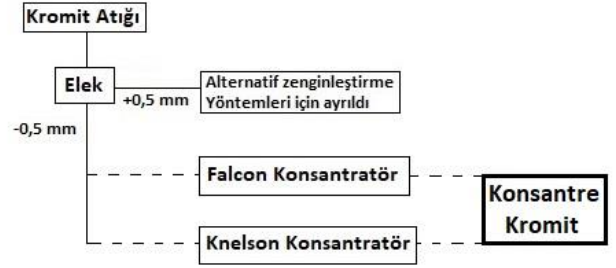 Kromit Atığı
Elek
+0,5 mm
Alternatif zenginleştirme
Yöntemleri için ayrıldı
-0,5 mm
Falcon Konsantratör
Konsantre
Kromit
Knelson Konsantratör